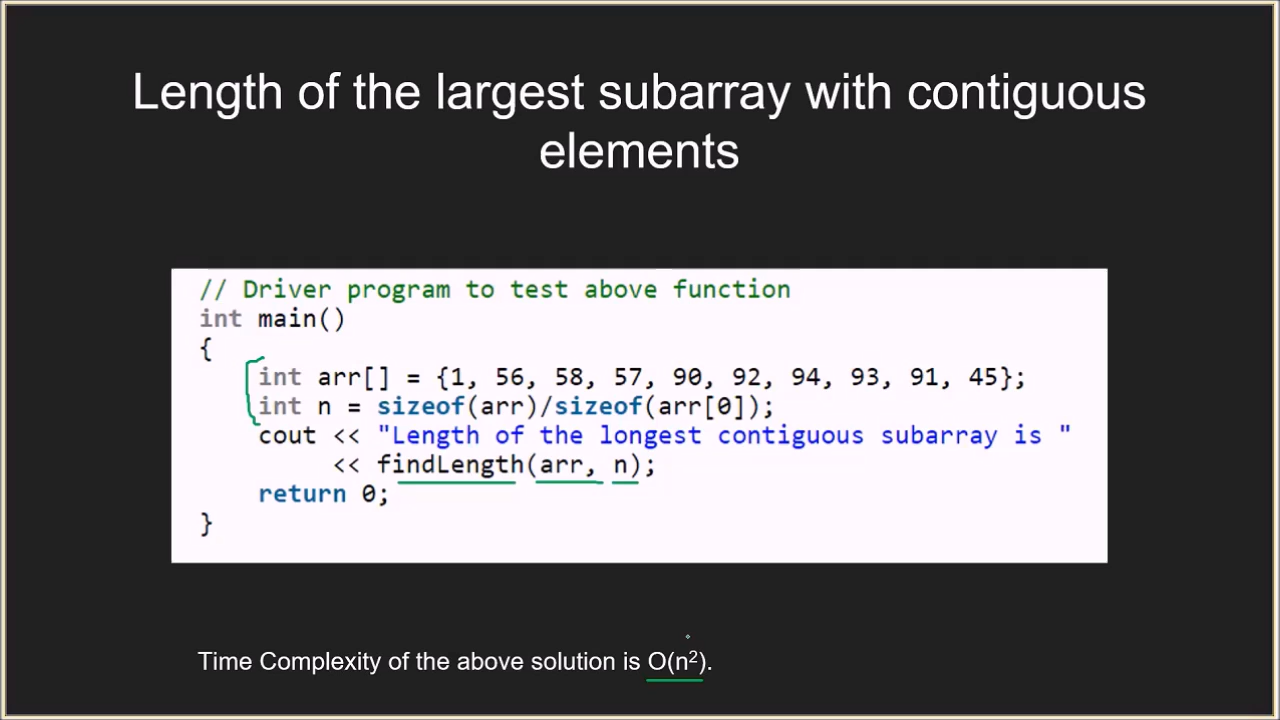 Length of the largest subarray with contiguous
elements
// Driver program to test above function
int main()
{
int arr[] = {1, 56, 58, 57, 90, 92, 94, 93, 91, 45};
int n = sizeof(arr)/sizeof(arr[0]);
cout << "Length of the longest contiguous subarray is "
<< findLength(arr, n);
return 0;
}
Time Complexity of the above solution is O(n²).